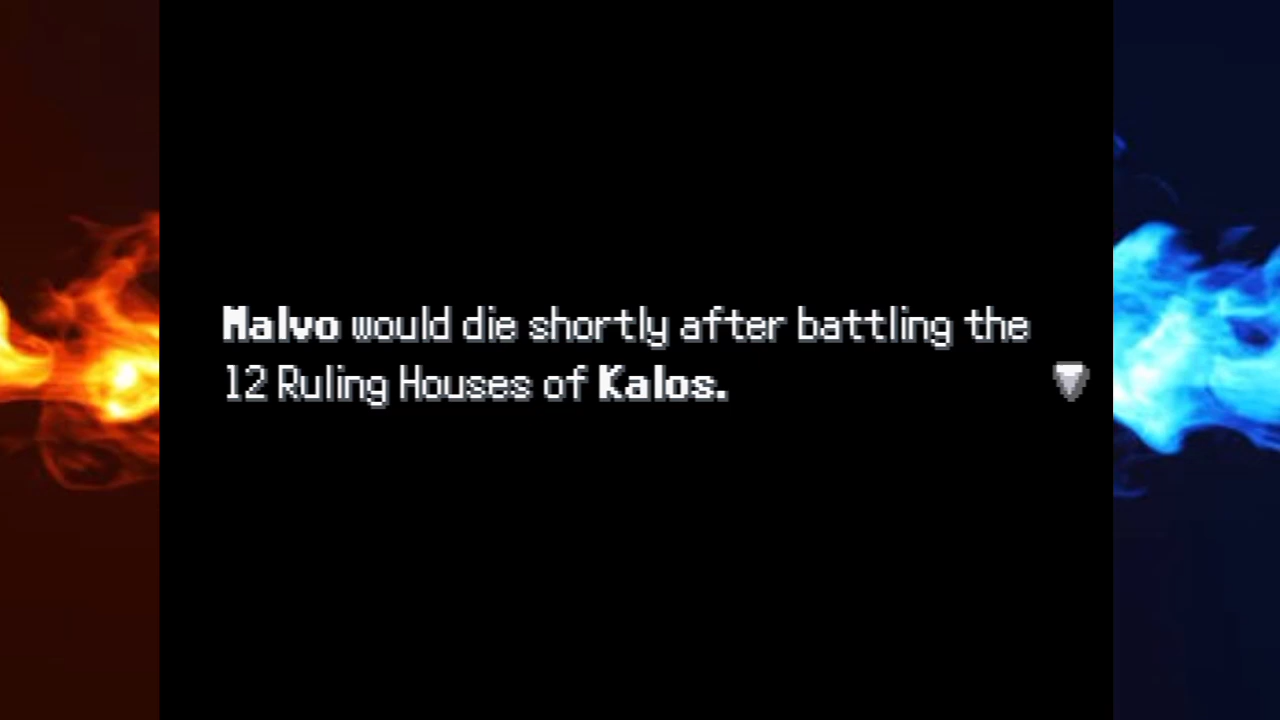 Malvo would die shortly after battling the
12 Ruling Houses of Kalos.